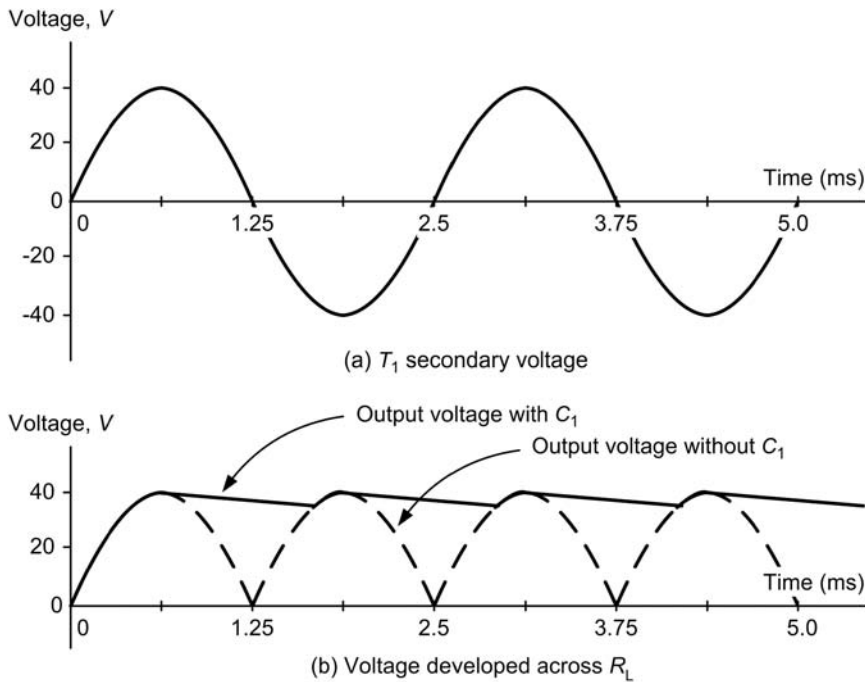 Voltage, V
40
20
0
-20
-40
Time (ms)
0 1.25 2.5 3.75 5.0
(a) T1 secondary voltage
Voltage, V
Output voltage with C1
Output voltage without C1
40
20
0
Time (ms)
0 1.25 2.5 3.75 5.0
(b) Voltage developed across RL